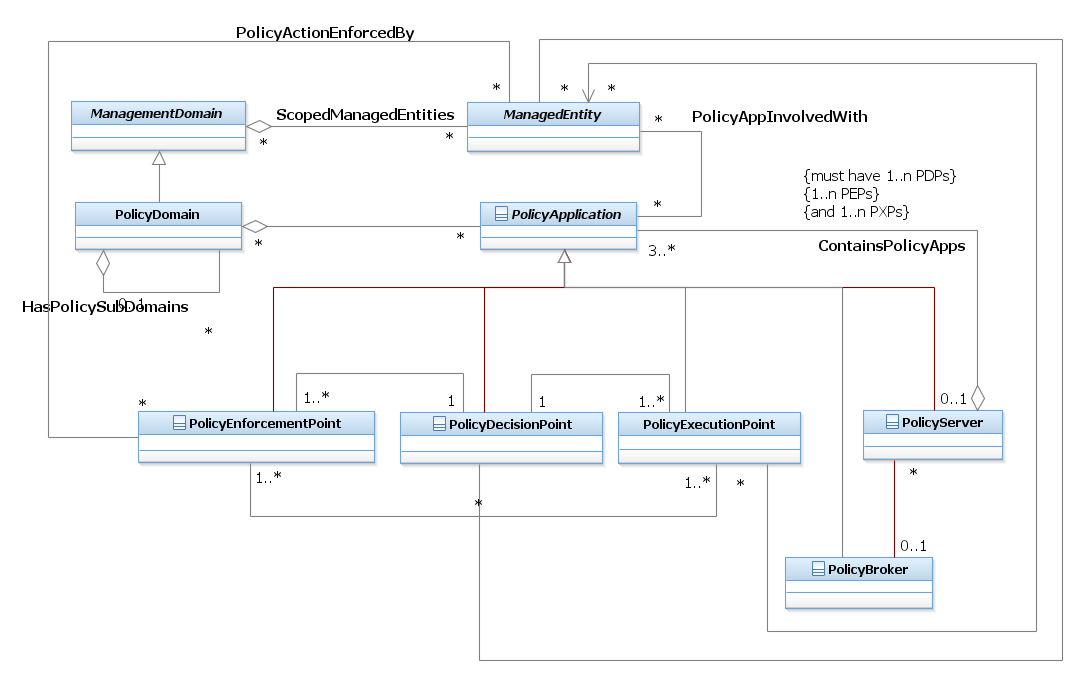 PolicyActionEnforcedBy
* * *
ManagementDomain
ScopedManagedEntities
ManagedEntity
* PolicyAppInvolvedWith
* *
{must have 1..n PDPs}
{1..n PEPs}
{and 1..n PXPs}
PolicyDomain
PolicyApplication
*
* *
3..*
ContainsPolicyApps
0..1
HasPolicySubDomains
*
* 1..* 1 1 1..* 0..1
PolicyEnforcementPoint
PolicyDecisionPoint
PolicyExecutionPoint
PolicyServer
1..* * 1..* * *
0..1
PolicyBroker